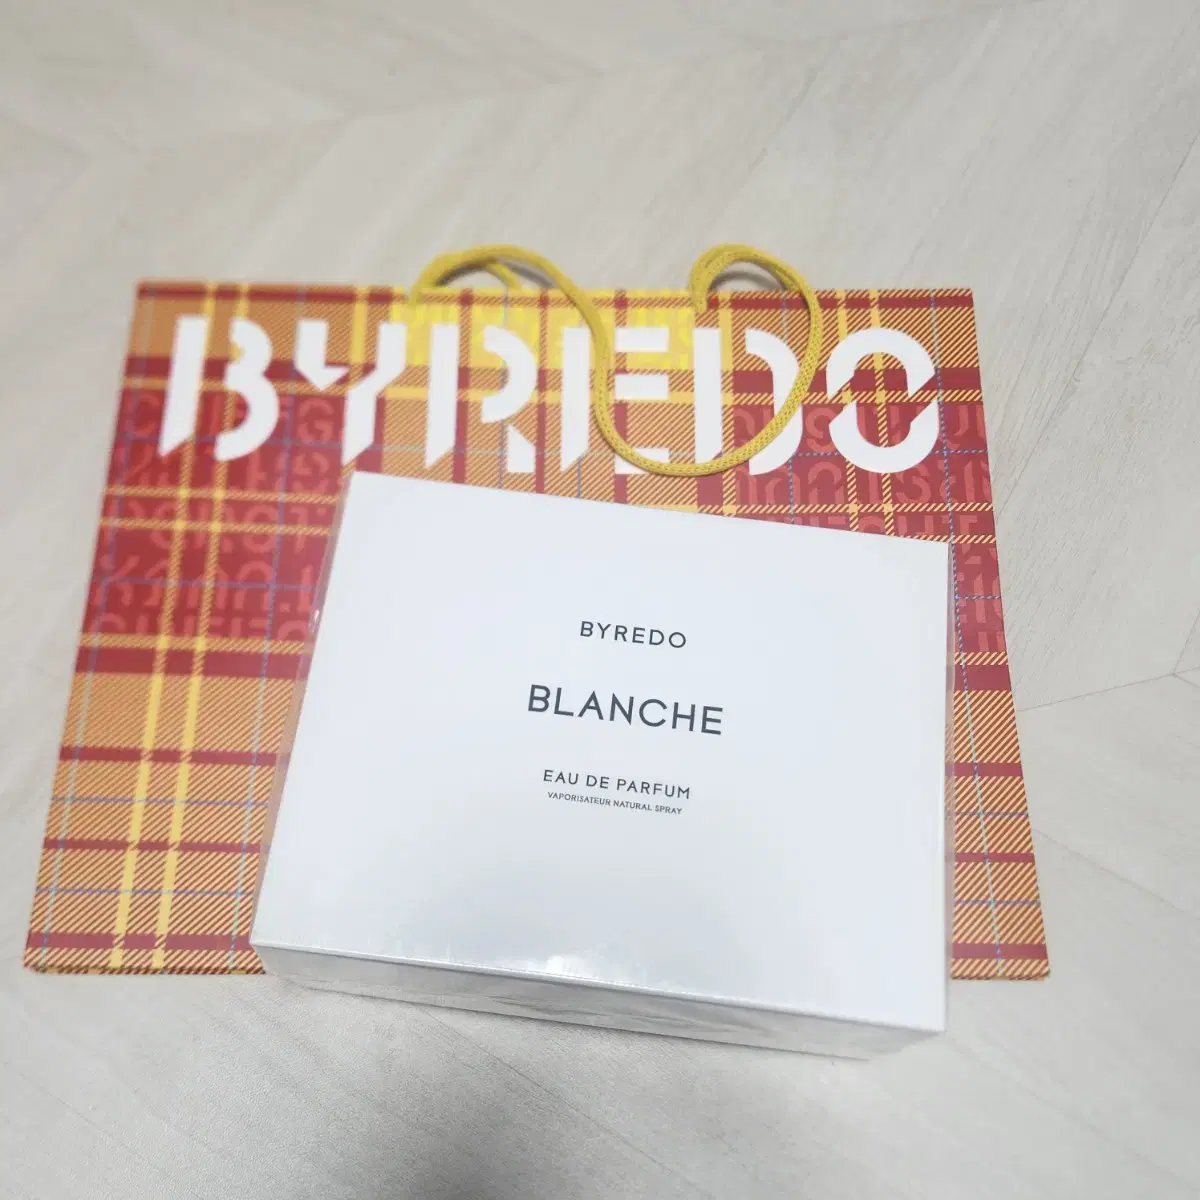 BYREDO
BYREDO
BLANCHE
EAU DE PARFUM
VAPORISATEUR NATURAL SPRAY